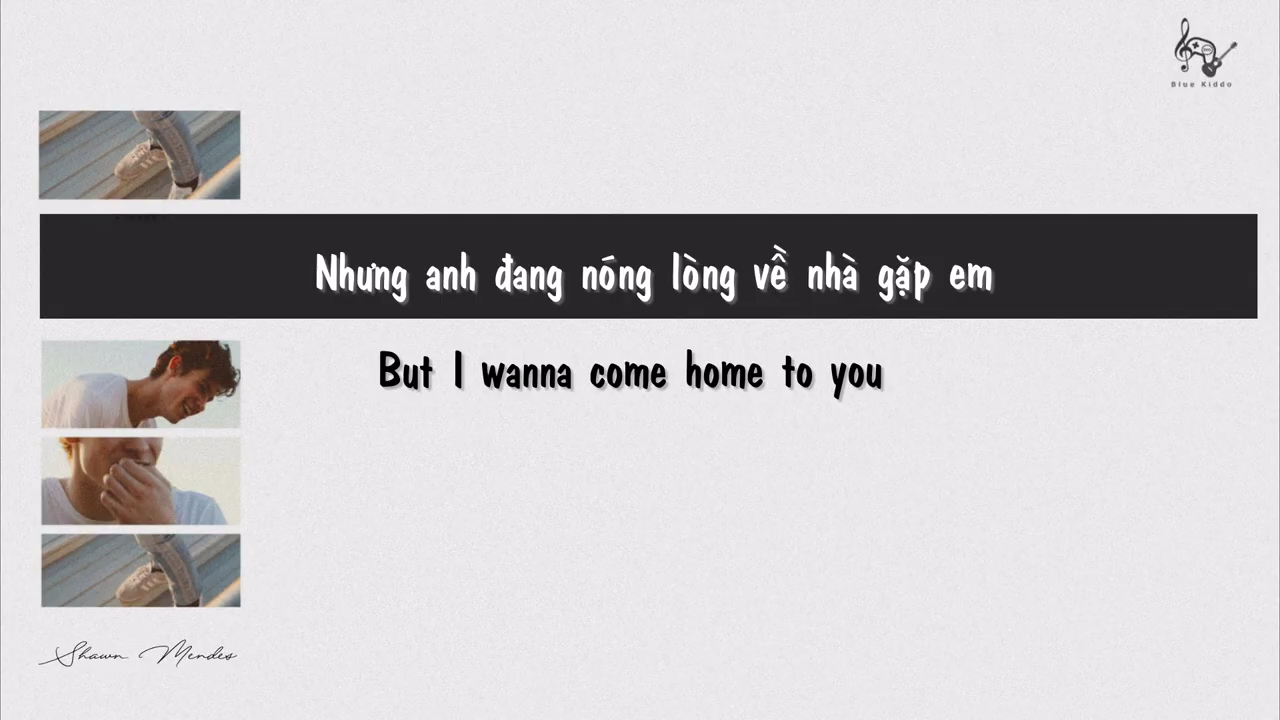 Blue Kiddo
Nhưng anh đang nóng lòng về nhà gặp em
But I wanna come home to you
Shawn Mendes